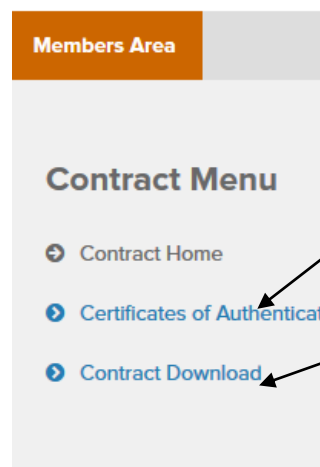 Members Area
Contract Menu
Contract Home
Certificates of Authenticat
Contract Download